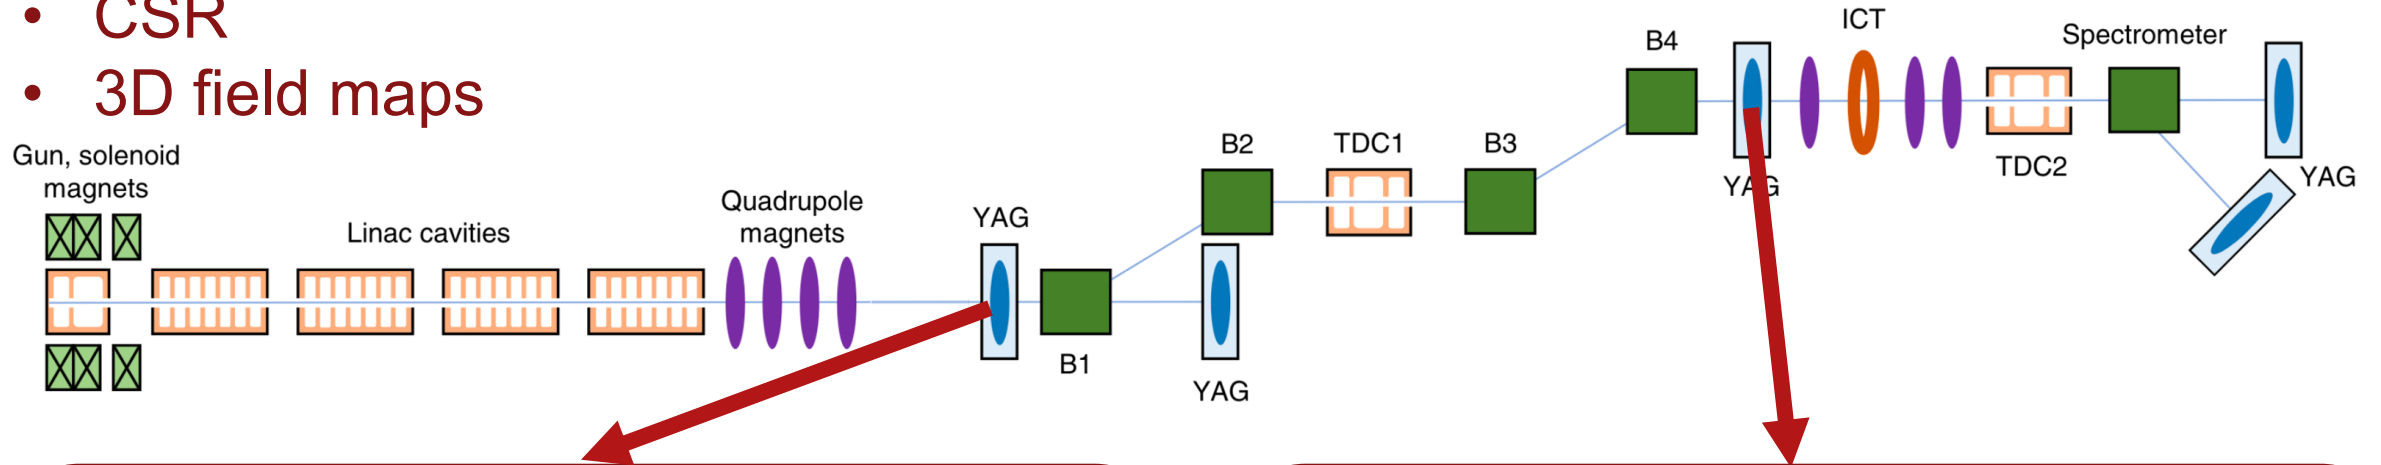 • CSR
• 3D field maps
Gun, solenoid
magnets
Linac cavities
Quadrupole
magnets
YAG
B1
YAG
B2
TDC1
B3
B4
YAG
ICT
TDC2
Spectrometer
YAG